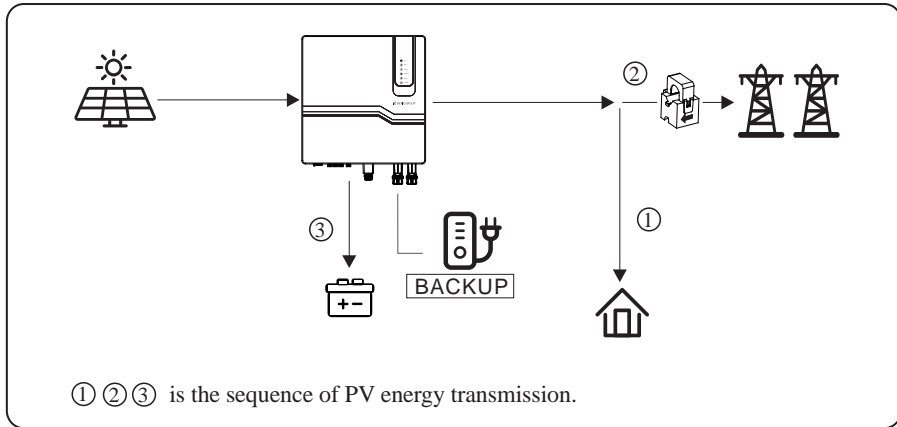 ②
③
①
+ -
BACKUP
① ② ③ is the sequence of PV energy transmission.